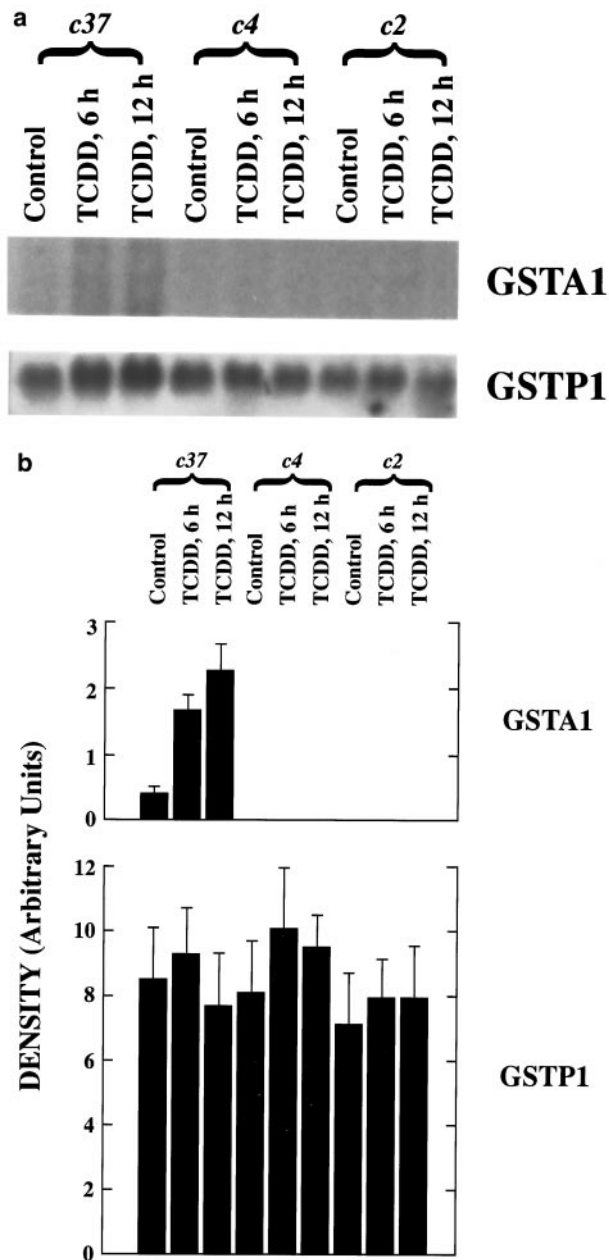 a
c37 c4 c2
Control TCDD, 6 h TCDD, 12 h Control TCDD, 6 h TCDD, 12 h Control TCDD, 6 h TCDD, 12 h
GSTA1
GSTP1
b
c37 c4 c2
Control TCDD, 6 h TCDD, 12 h Control TCDD, 6 h TCDD, 12 h Control TCDD, 6 h TCDD, 12 h
DENSITY (Arbitrary Units)
3
2
1
0
GSTA1
12
10
8
6
4
2
0
GSTP1